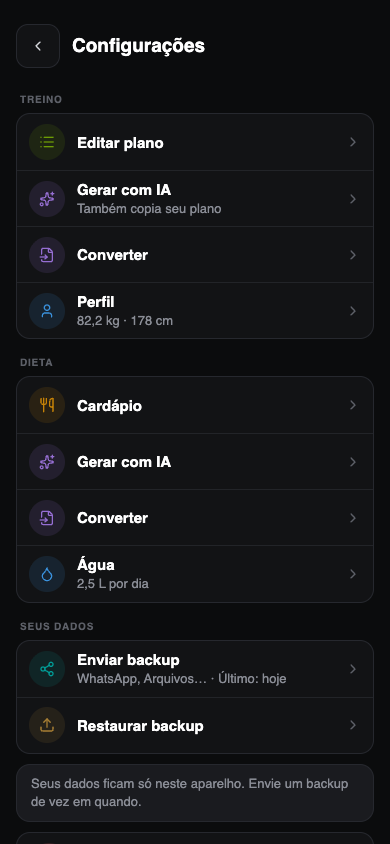 Configurações
TREINO
Editar plano
Gerar com IA
Também copia seu plano
Converter
Perfil
82,2 kg · 178 cm
DIETA
Cardápio
Gerar com IA
Converter
Água
2,5 L por dia
SEUS DADOS
Enviar backup
WhatsApp, Arquivos… · Último: hoje
Restaurar backup
Seus dados ficam só neste aparelho. Envie um backup
de vez em quando.